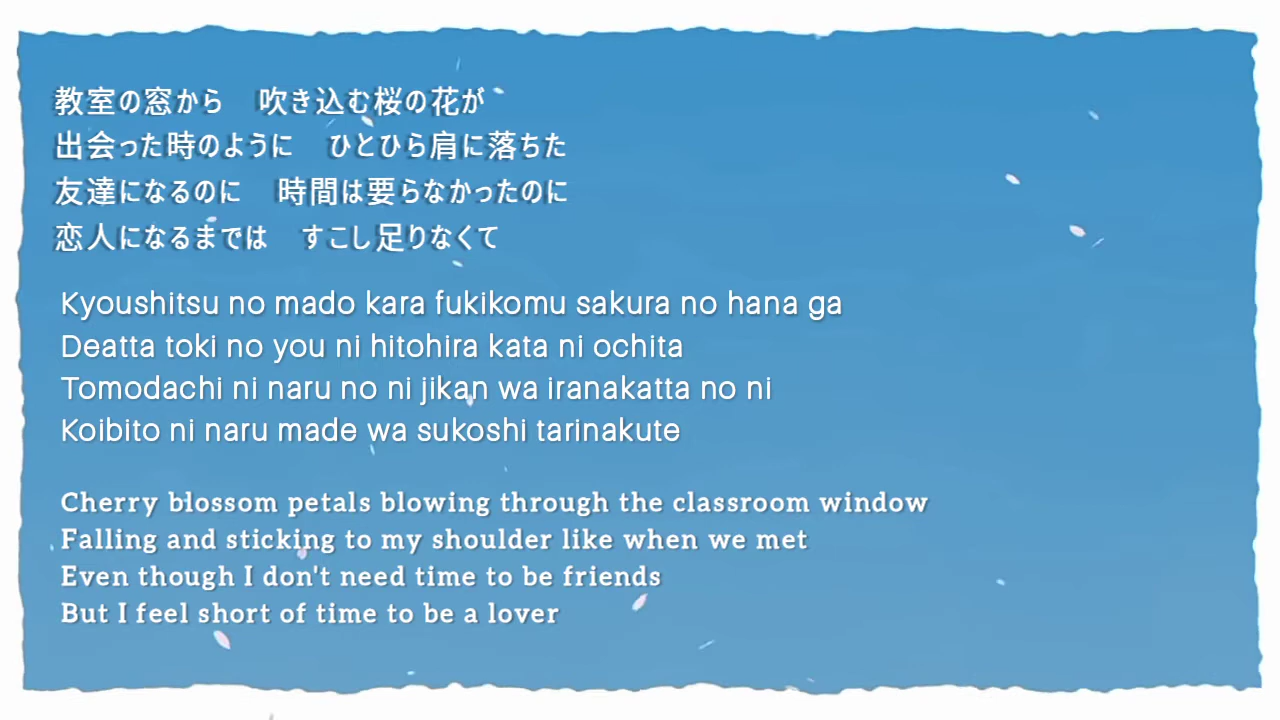 教室の窓から　吹き込む桜の花が
出会った時のように　ひとひら肩に落ちた
友達になるのに　時間は要らなかったのに
恋人になるまでは　すこし足りなくて
Kyoushitsu no mado kara fukikomu sakura no hana ga
Deatta toki no you ni hitohira kata ni ochita
Tomodachi ni naru no ni jikan wa iranakatta no ni
Koibito ni naru made wa sukoshi tarinakute
Cherry blossom petals blowing through the classroom window
Falling and sticking to my shoulder like when we met
Even though I don't need time to be friends
But I feel short of time to be a lover